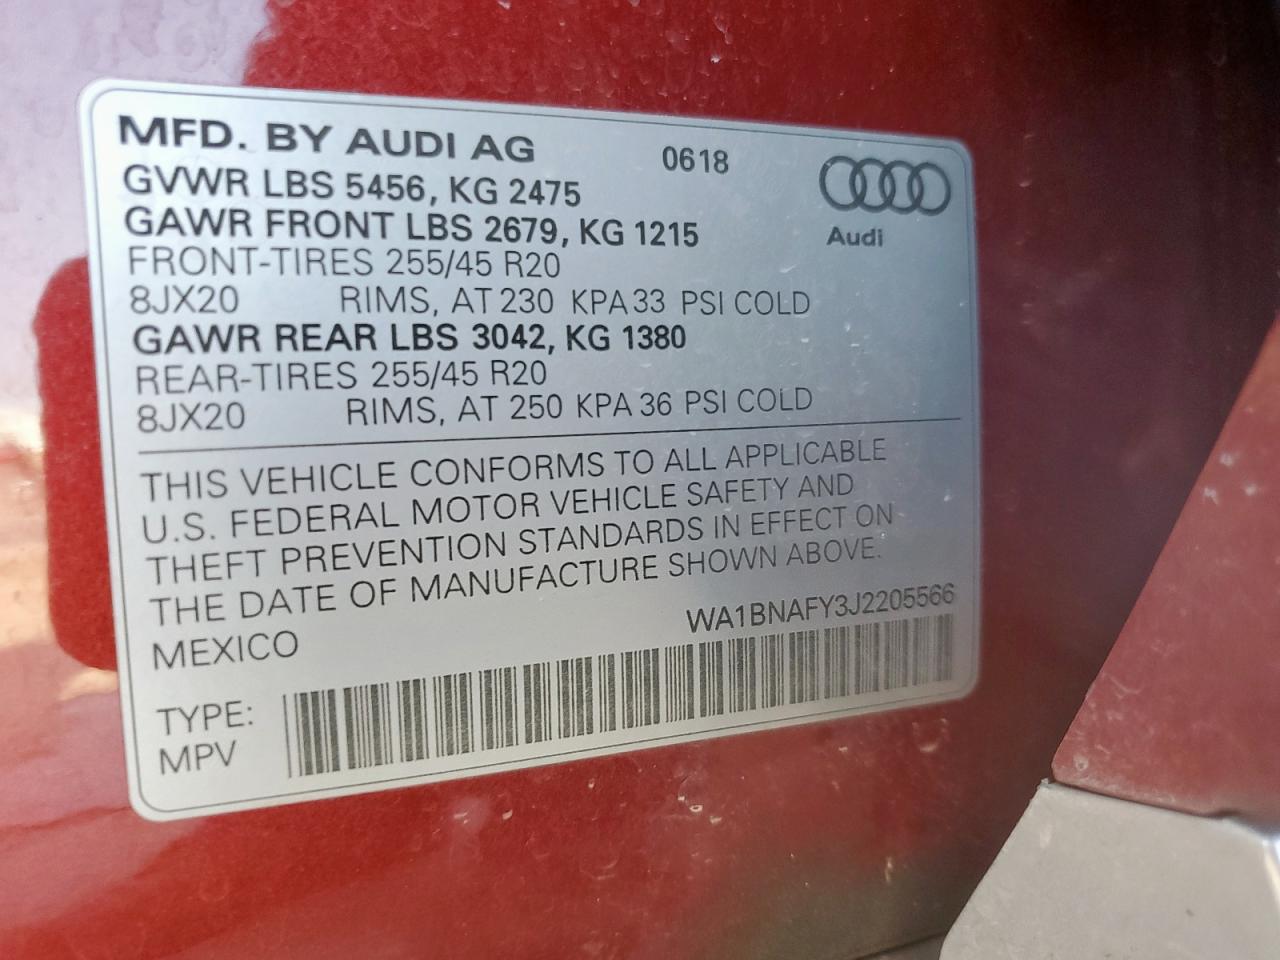 MFD. BY AUDI AG 0618
GVWR LBS 5456, KG 2475
Audi
GAWR FRONT LBS 2679, KG 1215
FRONT-TIRES 255/45 R20
8JX20 RIMS, AT 230 KPA 33 PSI COLD
GAWR REAR LBS 3042, KG 1380
REAR-TIRES 255/45 R20
8JX20 RIMS, AT 250 KPA 36 PSI COLD
THIS VEHICLE CONFORMS TO ALL APPLICABLE
U.S. FEDERAL MOTOR VEHICLE SAFETY AND
THEFT PREVENTION STANDARDS IN EFFECT ON
THE DATE OF MANUFACTURE SHOWN ABOVE.
MEXICO WA1BNAFY3J2205566
TYPE:
MPV